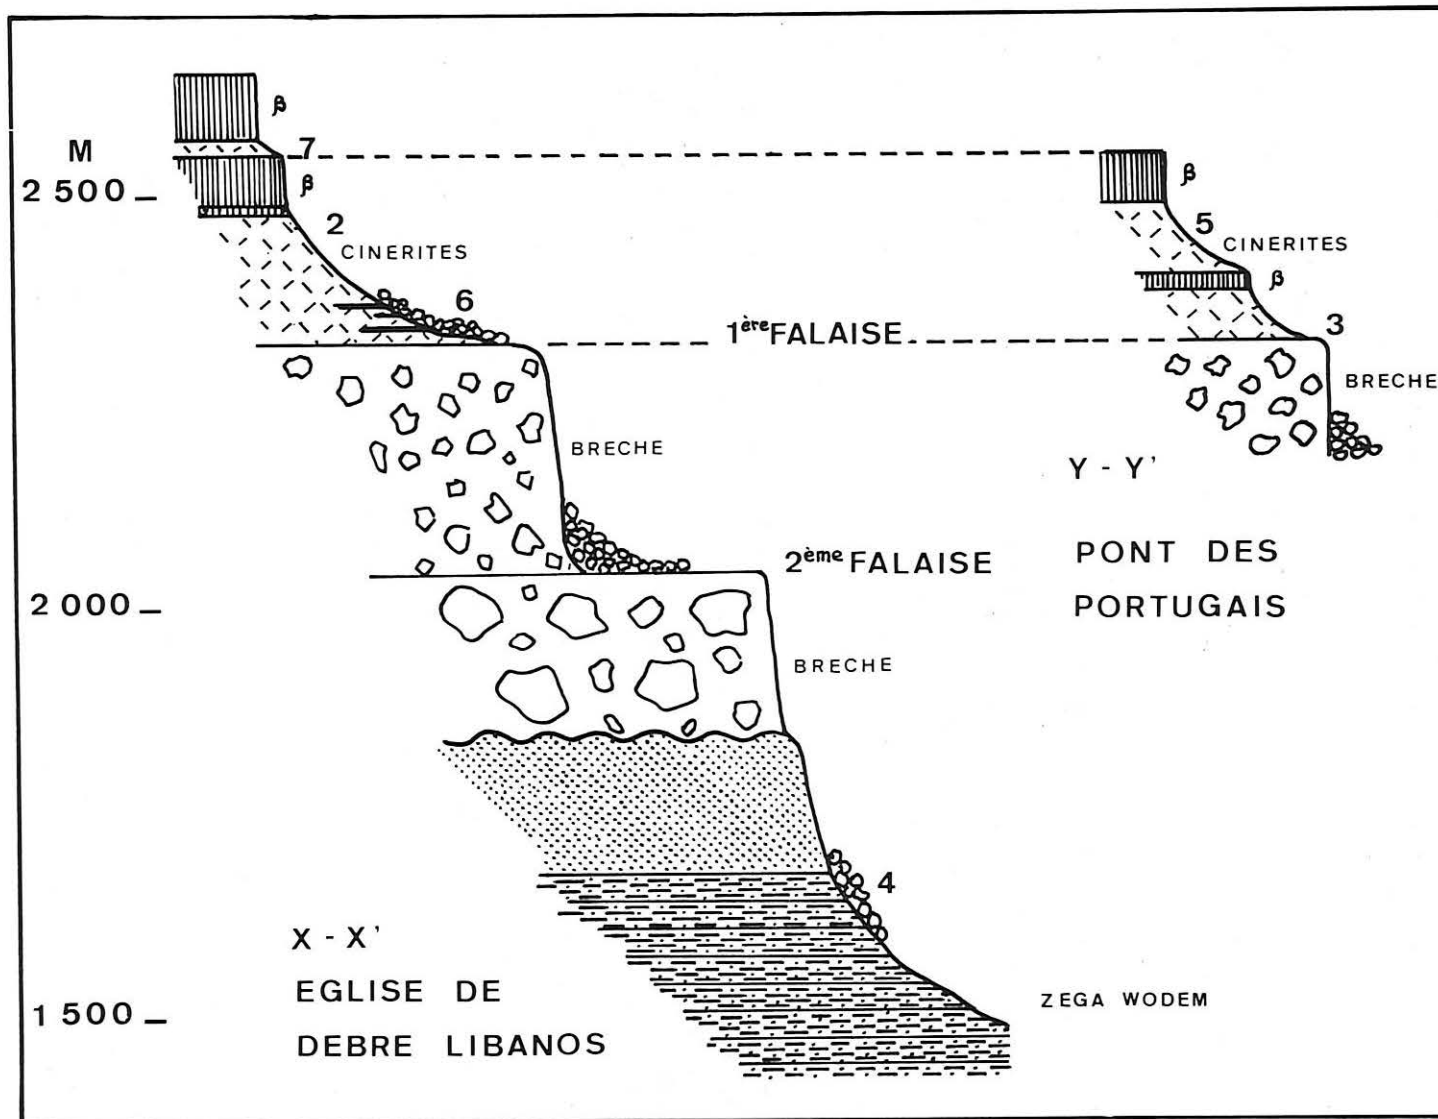 β
M
7
2 500
β
β
2
5
CINERITES
CINERITES
β
6
1ère FALAISE
3
BRECHE
BRECHE
Y - Y'
2ème FALAISE
PONT DES
PORTUGAIS
2 000
BRECHE
4
X - X'
EGLISE DE
DEBRE LIBANOS
ZEGA WODEM
1 500